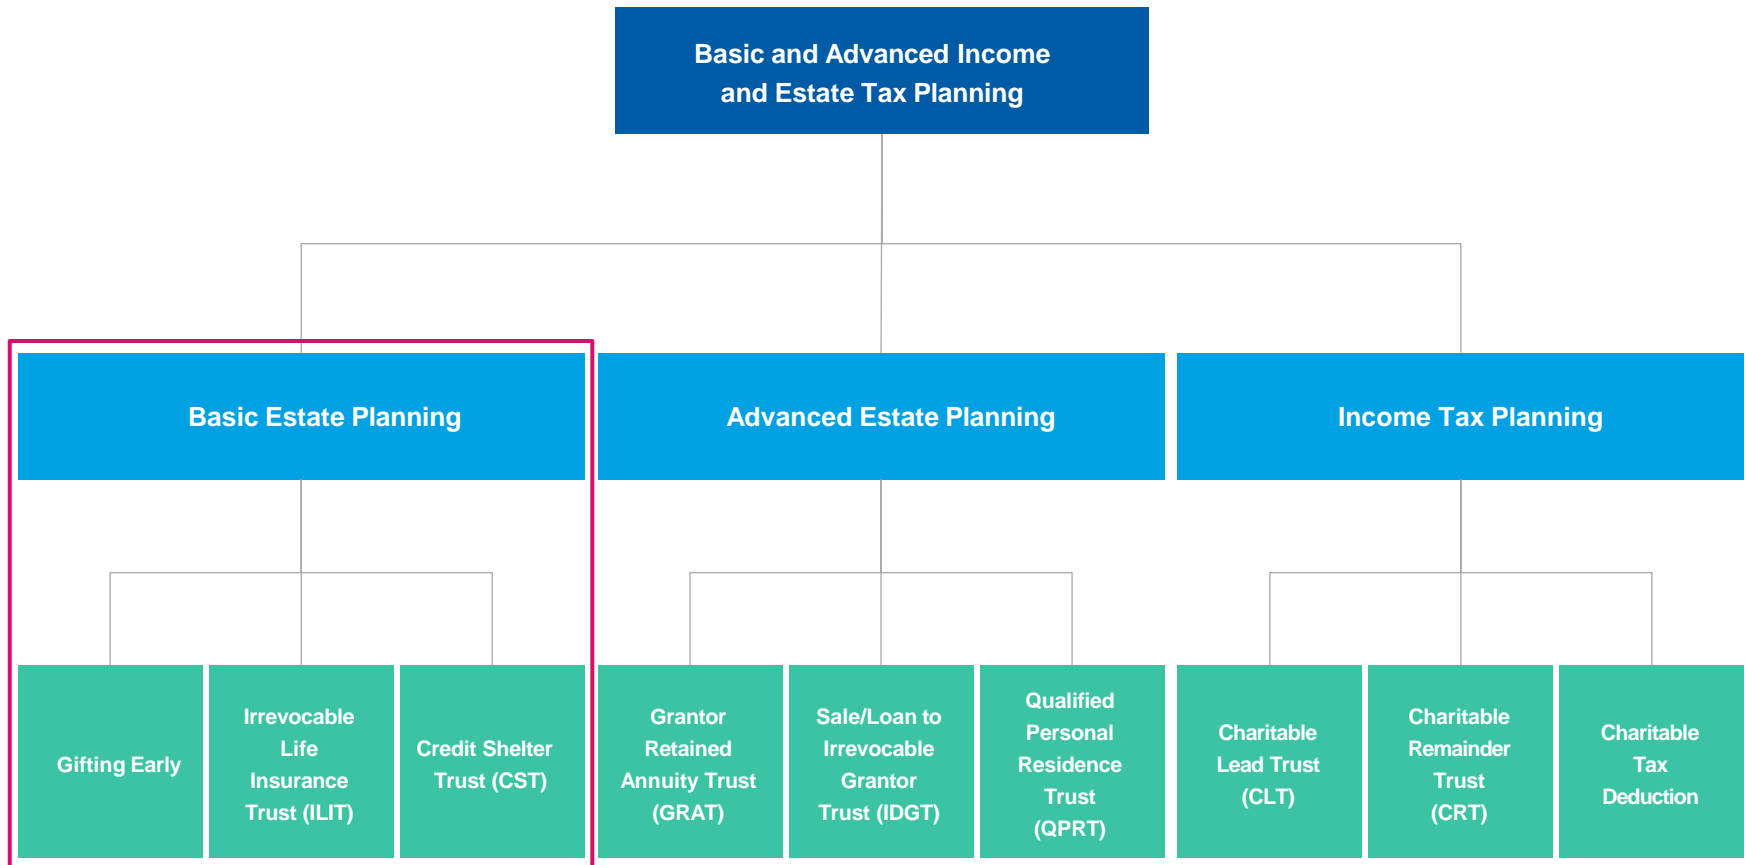 Basic and Advanced Income
and Estate Tax Planning
Basic Estate Planning
Advanced Estate Planning
Income Tax Planning
Gifting Early
Irrevocable
Life
Insurance
Trust (ILIT)
Credit Shelter
Trust (CST)
Grantor
Retained
Annuity Trust
(GRAT)
Sale/Loan to
Irrevocable
Grantor
Trust (IDGT)
Qualified
Personal
Residence
Trust
(QPRT)
Charitable
Lead Trust
(CLT)
Charitable
Remainder
Trust
(CRT)
Charitable
Tax
Deduction